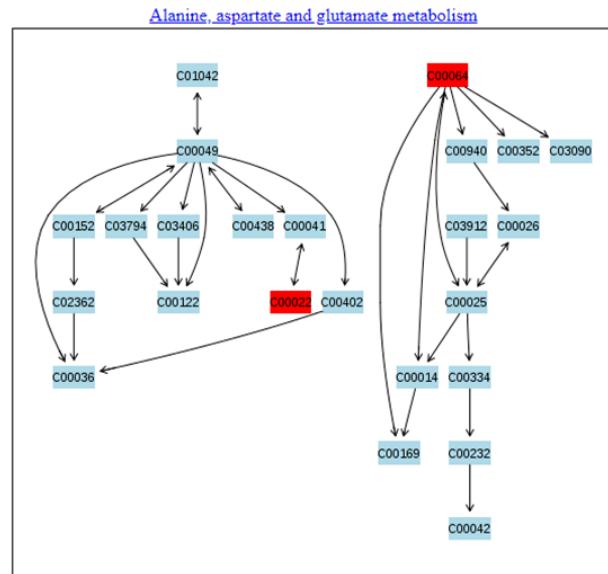 Alanine, aspartate and glutamate metabolism
C01042
C00064
C00049
C00940
C00352
C03090
C00152
C03794
C03406
C00438
C00041
C03912
C00026
C02362
C00122
C00022
C00402
C00025
C00036
C00014
C00334
C00169
C00232
C00042